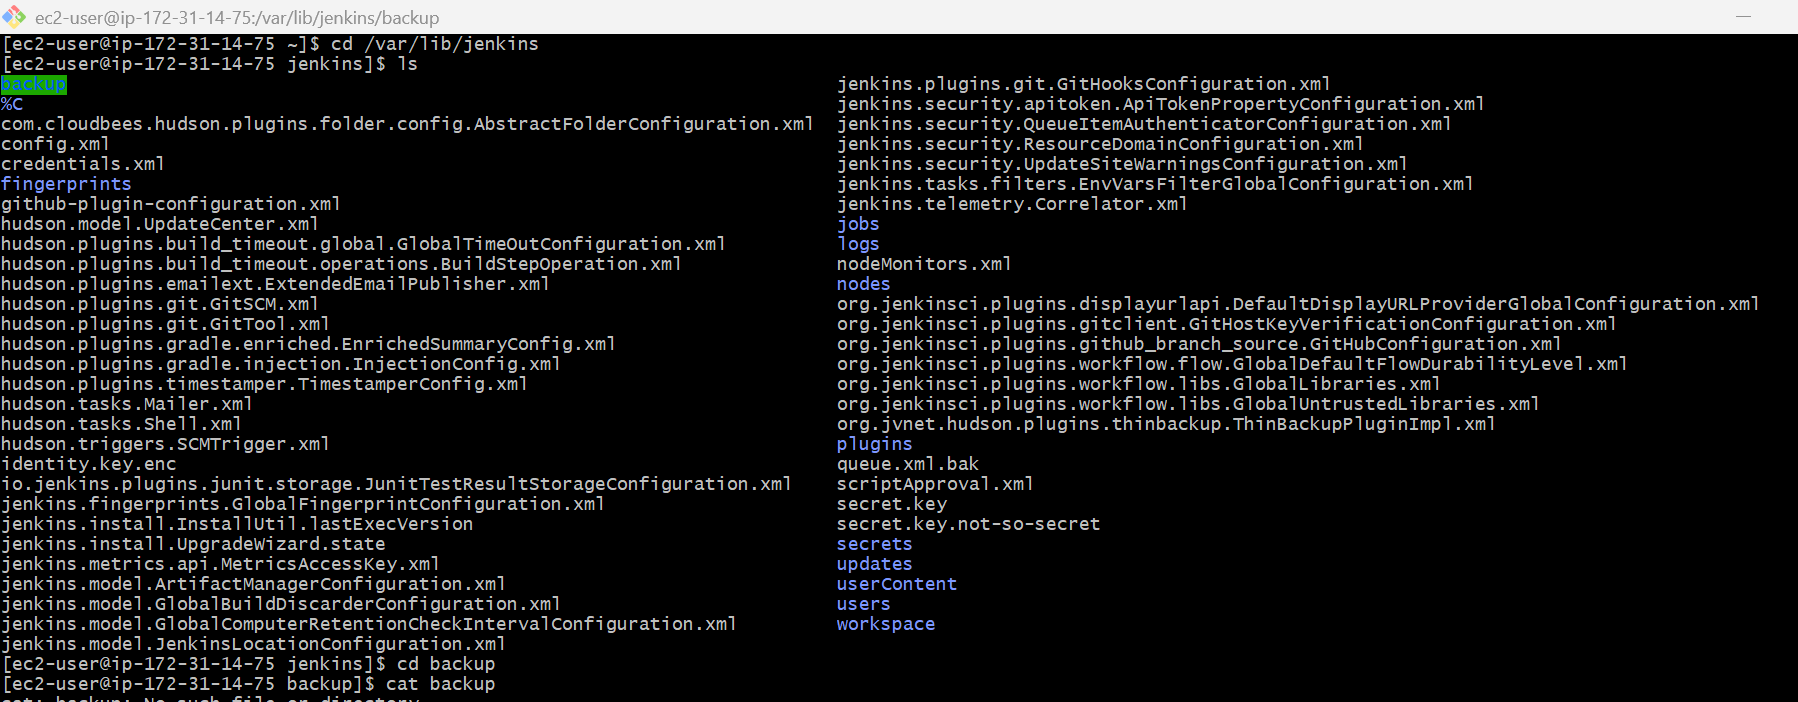 ec2-user@ip-172-31-14-75:/var/lib/jenkins/backup
[ec2-user@ip-172-31-14-75 ~]$ cd /var/lib/jenkins
[ec2-user@ip-172-31-14-75 jenkins]$ ls
backup jenkins.plugins.git.GitHooksConfiguration.xml
%C jenkins.security.apitoken.ApiTokenPropertyConfiguration.xml
com.cloudbees.hudson.plugins.folder.config.AbstractFolderConfiguration.xml jenkins.security.QueueItemAuthenticatorConfiguration.xml
config.xml jenkins.security.ResourceDomainConfiguration.xml
credentials.xml jenkins.security.UpdateSiteWarningsConfiguration.xml
fingerprints jenkins.tasks.filters.EnvVarsFilterGlobalConfiguration.xml
github-plugin-configuration.xml jenkins.telemetry.Correlator.xml
hudson.model.UpdateCenter.xml jobs
hudson.plugins.build_timeout.global.GlobalTimeOutConfiguration.xml logs
hudson.plugins.build_timeout.operations.BuildStepOperation.xml nodeMonitors.xml
hudson.plugins.emailext.ExtendedEmailPublisher.xml nodes
hudson.plugins.git.GitSCM.xml org.jenkinsci.plugins.displayurlapi.DefaultDisplayURLProviderGlobalConfiguration.xml
hudson.plugins.git.GitTool.xml org.jenkinsci.plugins.gitclient.GitHostKeyVerificationConfiguration.xml
hudson.plugins.gradle.enriched.EnrichedSummaryConfig.xml org.jenkinsci.plugins.github_branch_source.GitHubConfiguration.xml
hudson.plugins.gradle.injection.InjectionConfig.xml org.jenkinsci.plugins.workflow.flow.GlobalDefaultFlowDurabilityLevel.xml
hudson.plugins.timestamper.TimestamperConfig.xml org.jenkinsci.plugins.workflow.libs.GlobalLibraries.xml
hudson.tasks.Mailer.xml org.jenkinsci.plugins.workflow.libs.GlobalUntrustedLibraries.xml
hudson.tasks.Shell.xml org.jvnet.hudson.plugins.thinbackup.ThinBackupPluginImpl.xml
hudson.triggers.SCMTrigger.xml plugins
identity.key.enc queue.xml.bak
io.jenkins.plugins.junit.storage.JunitTestResultStorageConfiguration.xml scriptApproval.xml
jenkins.fingerprints.GlobalFingerprintConfiguration.xml secret.key
jenkins.install.InstallUtil.lastExecVersion secret.key.not-so-secret
jenkins.install.UpgradeWizard.state secrets
jenkins.metrics.api.MetricsAccessKey.xml updates
jenkins.model.ArtifactManagerConfiguration.xml userContent
jenkins.model.GlobalBuildDiscarderConfiguration.xml users
jenkins.model.GlobalComputerRetentionCheckIntervalConfiguration.xml workspace
jenkins.model.JenkinsLocationConfiguration.xml
[ec2-user@ip-172-31-14-75 jenkins]$ cd backup
[ec2-user@ip-172-31-14-75 backup]$ cat backup
cat: backup: No such file or directory